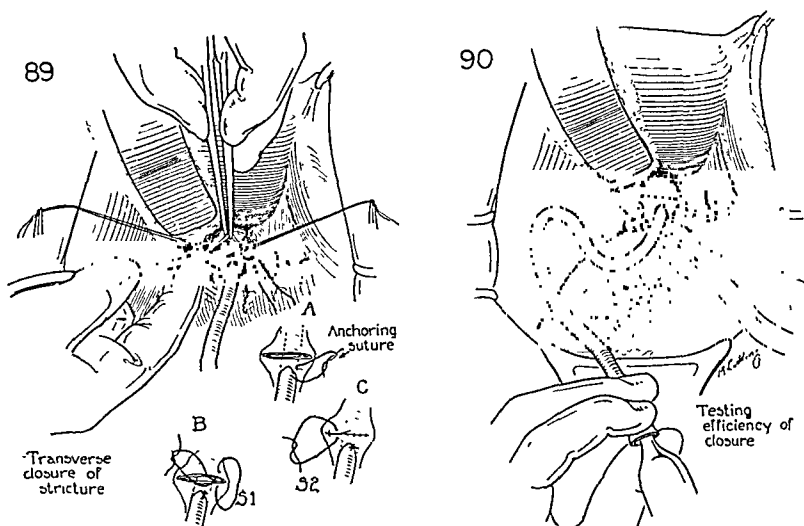 89
90
A
Anchoring
suture
C
B
S1
S2
-Transverse
closure of
stricture
Testing
efficiency of
closure